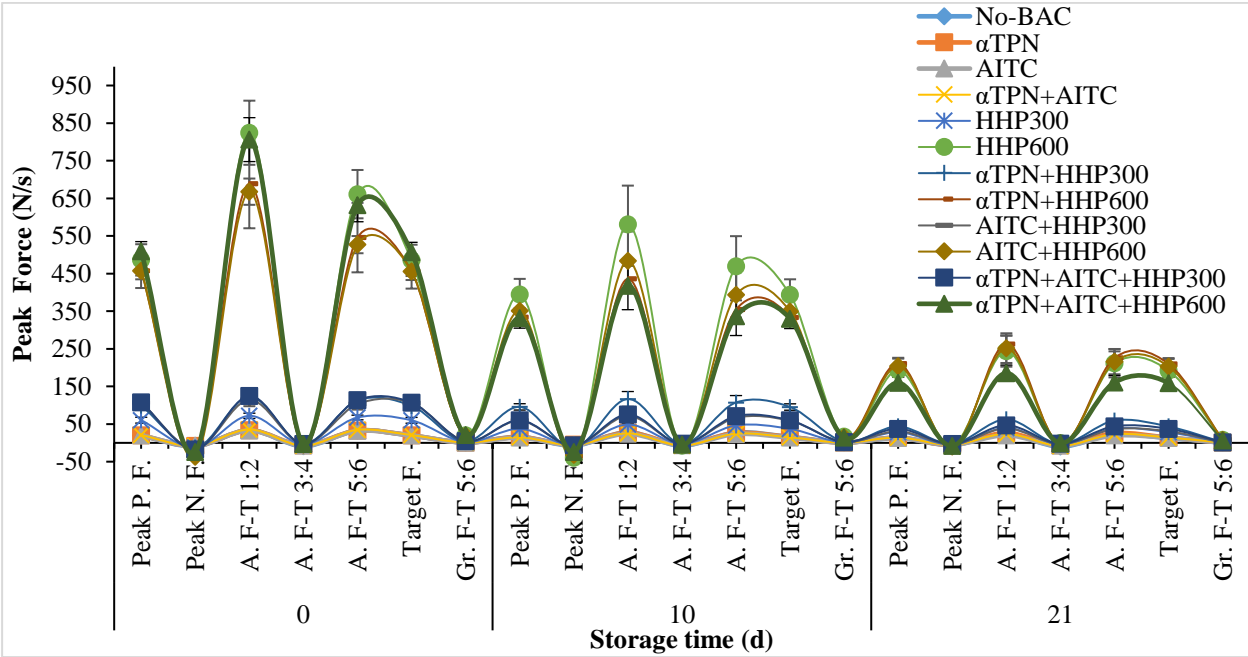 No-BAC
αTPN
AITC
αTPN+AITC
HHP300
HHP600
αTPN+HHP300
αTPN+HHP600
AITC+HHP300
AITC+HHP600
αTPN+AITC+HHP300
αTPN+AITC+HHP600
Peak Force (N/s)
950
850
750
650
550
450
350
250
150
50
-50
Peak P. F.
Peak N. F.
A. F-T 1:2
A. F-T 3:4
A. F-T 5:6
Target F.
Gr. F-T 5:6
Peak P. F.
Peak N. F.
A. F-T 1:2
A. F-T 3:4
A. F-T 5:6
Target F.
Gr. F-T 5:6
Peak P. F.
Peak N. F.
A. F-T 1:2
A. F-T 3:4
A. F-T 5:6
Target F.
Gr. F-T 5:6
0
10
21
Storage time (d)